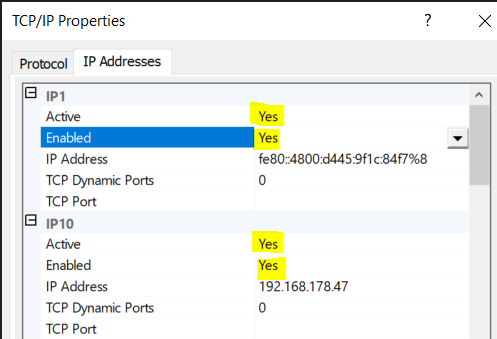 TCP/IP Properties ? ×
Protocol IP Addresses
IP1
Active Yes
Enabled Yes
IP Address fe80::4800:d445:9f1c:84f7%8
TCP Dynamic Ports 0
TCP Port
IP10
Active Yes
Enabled Yes
IP Address 192.168.178.47
TCP Dynamic Ports 0
TCP Port